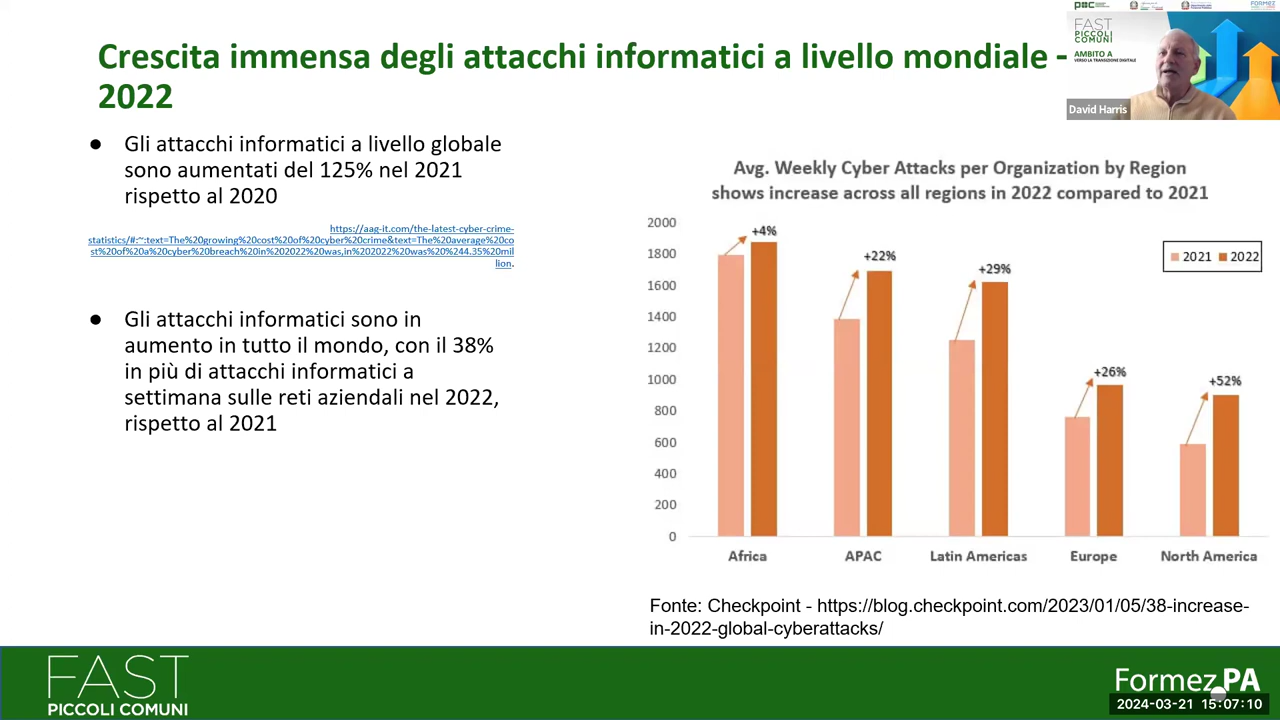 Crescita immensa degli attacchi informatici a livello mondiale -
2022
● Gli attacchi informatici a livello globale
sono aumentati del 125% nel 2021
rispetto al 2020
https://aag-it.com/the-latest-cyber-crime-
statistics/#:~:text=The%20growing%20cost%20of%20cyber%20crime&text=The%20average%20co
st%20of%20a%20cyber%20breach%20in%202022%20was,in%202022%20was%20%244.35%20mil
lion.
● Gli attacchi informatici sono in
aumento in tutto il mondo, con il 38%
in più di attacchi informatici a
settimana sulle reti aziendali nel 2022,
rispetto al 2021
Avg. Weekly Cyber Attacks per Organization by Region
shows increase across all regions in 2022 compared to 2021
2021 2022
2000
1800
1600
1400
1200
1000
800
600
400
200
0
+4%
+22%
+29%
+26%
+52%
Africa
APAC
Latin Americas
Europe
North America
Fonte: Checkpoint - https://blog.checkpoint.com/2023/01/05/38-increase-
in-2022-global-cyberattacks/
FAST
PICCOLI
COMUNI
AMBITO A
VERSO LA TRANSIZIONE DIGITALE
David Harris
FAST
PICCOLI COMUNI
Formez PA
2024-03-21 15:07:10